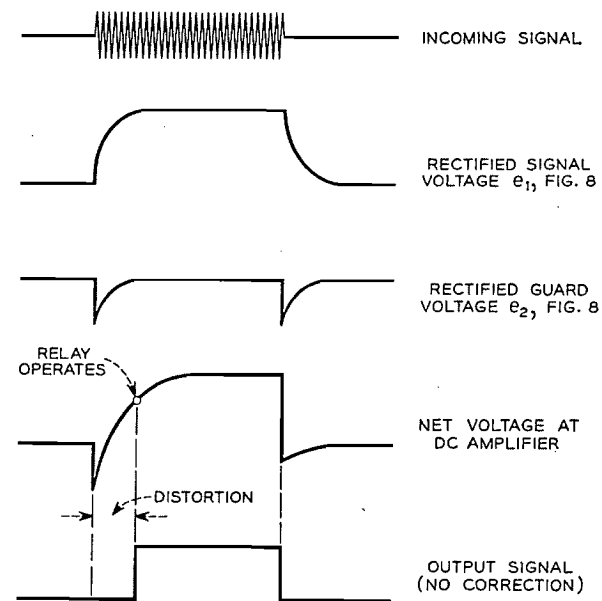 INCOMING SIGNAL
RECTIFIED SIGNAL
VOLTAGE e1, FIG. 8
RECTIFIED GUARD
VOLTAGE e2, FIG. 8
RELAY
OPERATES
NET VOLTAGE AT
DC AMPLIFIER
DISTORTION
OUTPUT SIGNAL
(NO CORRECTION)